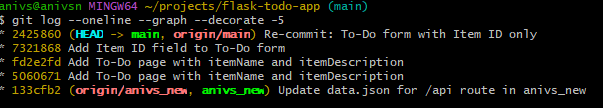 anivs@anivsn MINGW64 ~/projects/flask-todo-app (main)
$ git log --oneline --graph --decorate -5
* 2425860 (HEAD -> main, origin/main) Re-commit: To-Do form with Item ID only
* 7321868 Add Item ID field to To-Do form
* fd2e2fd Add To-Do page with itemName and itemDescription
* 5060671 Add To-Do page with itemName and itemDescription
* 133cfb2 (origin/anivs_new, anivs_new) Update data.json for /api route in anivs_new